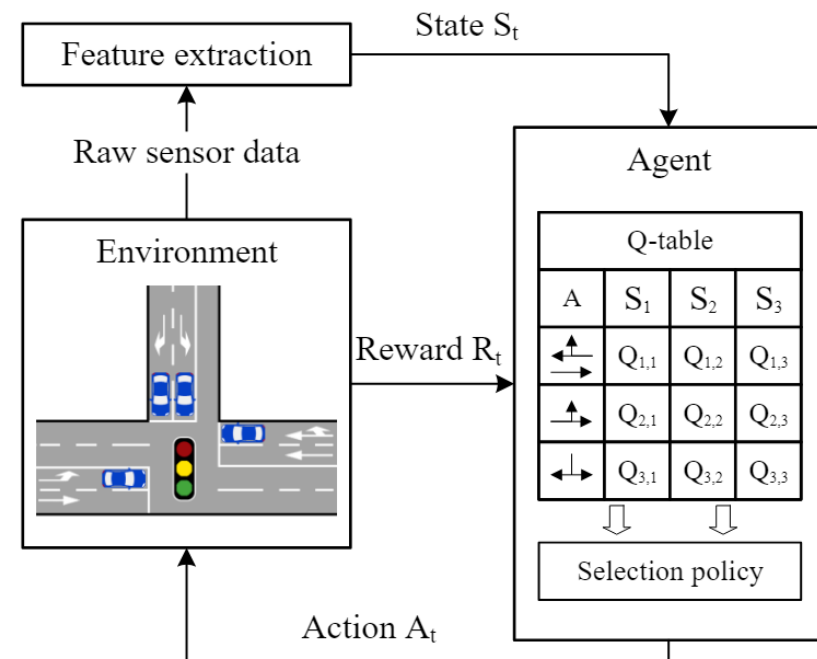 Feature extraction
State Sₜ
Raw sensor data
Environment
Reward Rₜ
Agent
Q-table
A S₁ S₂ S₃
Q₁,₁ Q₁,₂ Q₁,₃
Q₂,₁ Q₂,₂ Q₂,₃
Q₃,₁ Q₃,₂ Q₃,₃
Selection policy
Action Aₜ